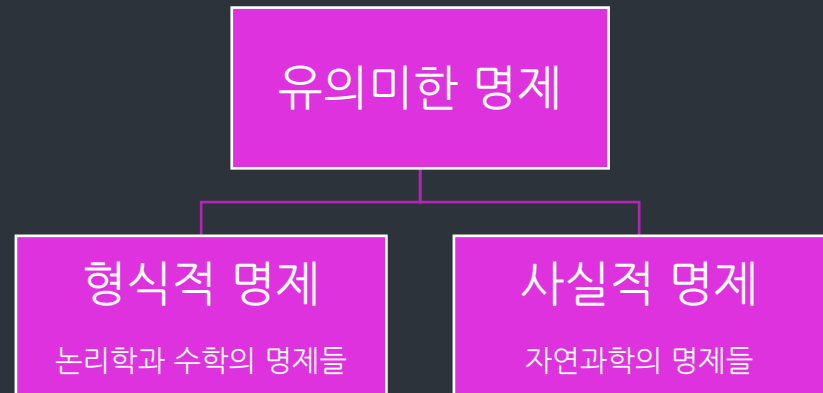 유의미한 명제
형식적 명제
논리학과 수학의 명제들
사실적 명제
자연과학의 명제들